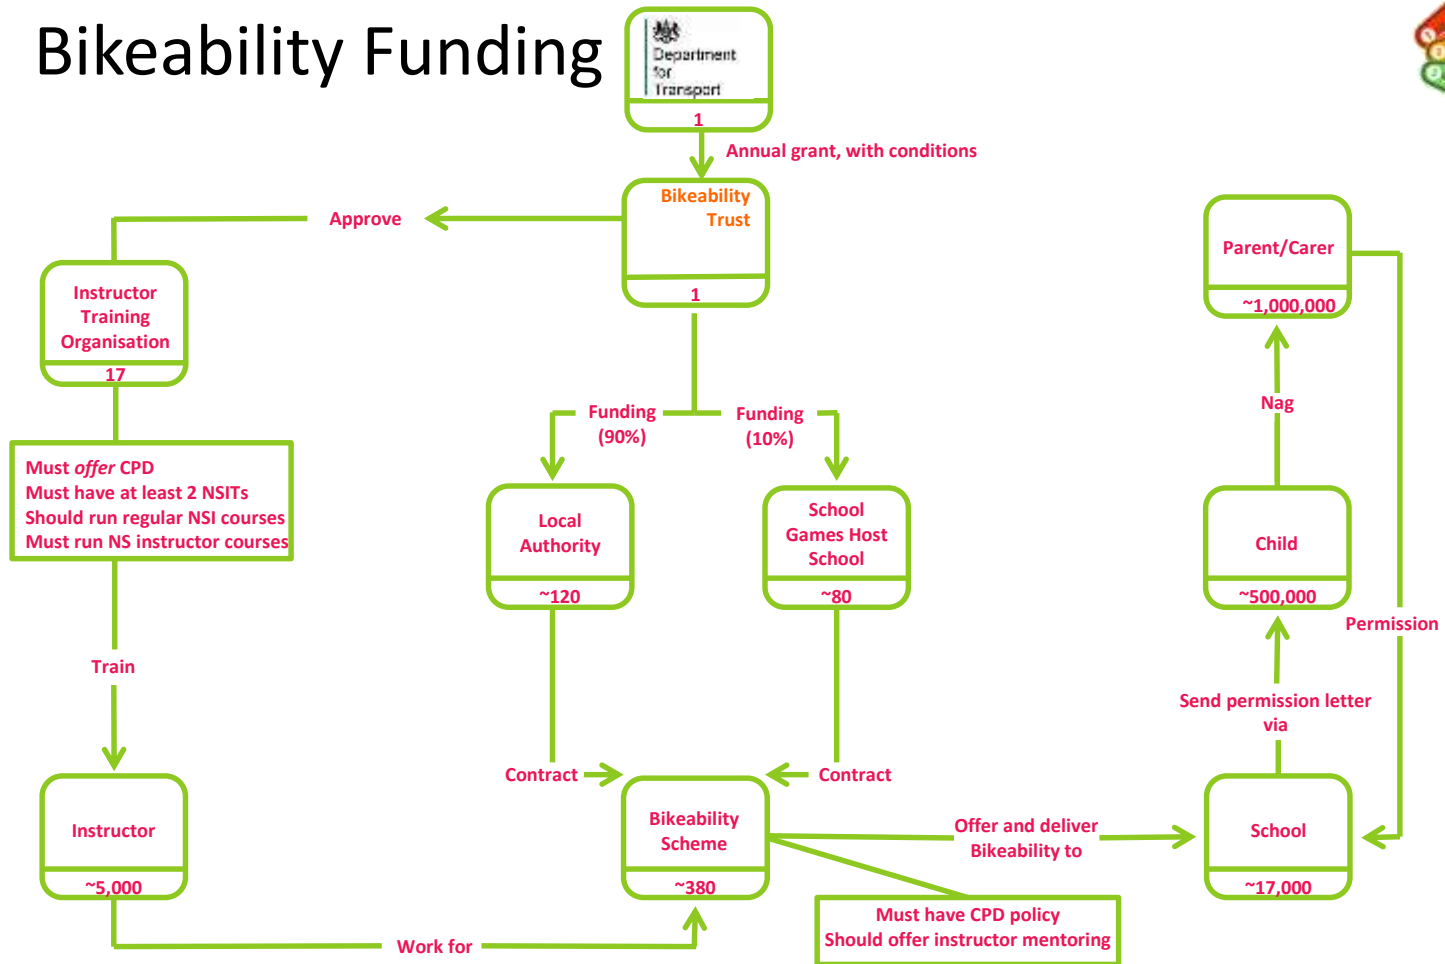 Bikeability Funding
Department
for
Transport
1
Annual grant, with conditions
Bikeability
Trust
1
Approve
Instructor
Training
Organisation
17
Must offer CPD
Must have at least 2 NSITs
Should run regular NSI courses
Must run NS instructor courses
Train
Instructor
~5,000
Work for
Funding
(90%)
Funding
(10%)
Local
Authority
~120
School
Games Host
School
~80
Contract
Contract
Bikeability
Scheme
~380
Offer and deliver
Bikeability to
Must have CPD policy
Should offer instructor mentoring
Parent/Carer
~1,000,000
Nag
Child
~500,000
Permission
Send permission letter
via
School
~17,000